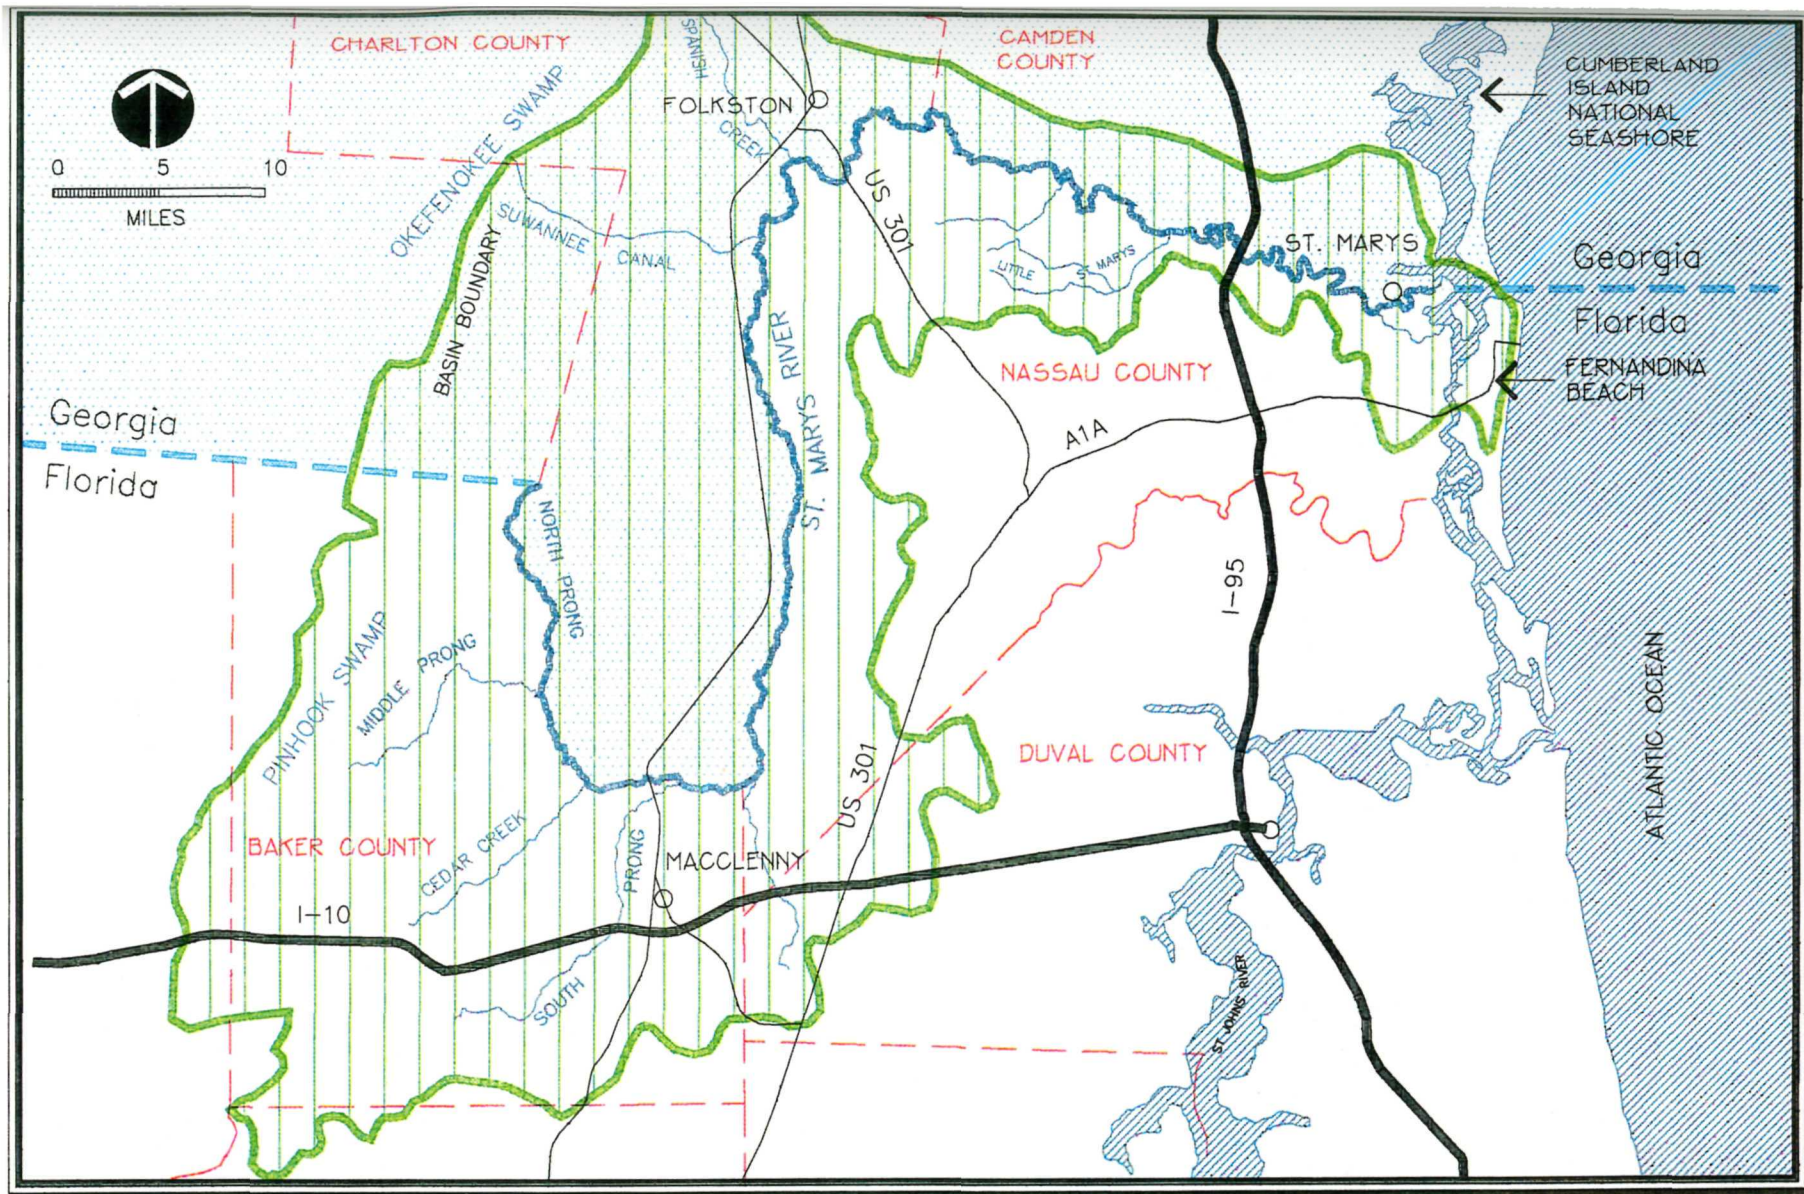 CHARLTON COUNTY
CAMDEN
COUNTY
CUMBERLAND
ISLAND
NATIONAL
SEASHORE
SPANISH
CREEK
FOLKSTON
OKEFENOKEE SWAMP
0 5 10
MILES
SUWANNEE
CANAL
US 301
BASIN BOUNDARY
LITTLE
ST. MARYS
ST. MARYS
Georgia
Florida
ST. MARYS RIVER
NASSAU COUNTY
FERNANDINA
BEACH
A1A
Georgia
Florida
NORTH PRONG
I-95
PINHOOK SWAMP
MIDDLE PRONG
ATLANTIC OCEAN
DUVAL COUNTY
US 301
BAKER COUNTY
CEDAR CREEK
PRONG
MACCLENNY
I-10
SOUTH
ST JOHNS RIVER